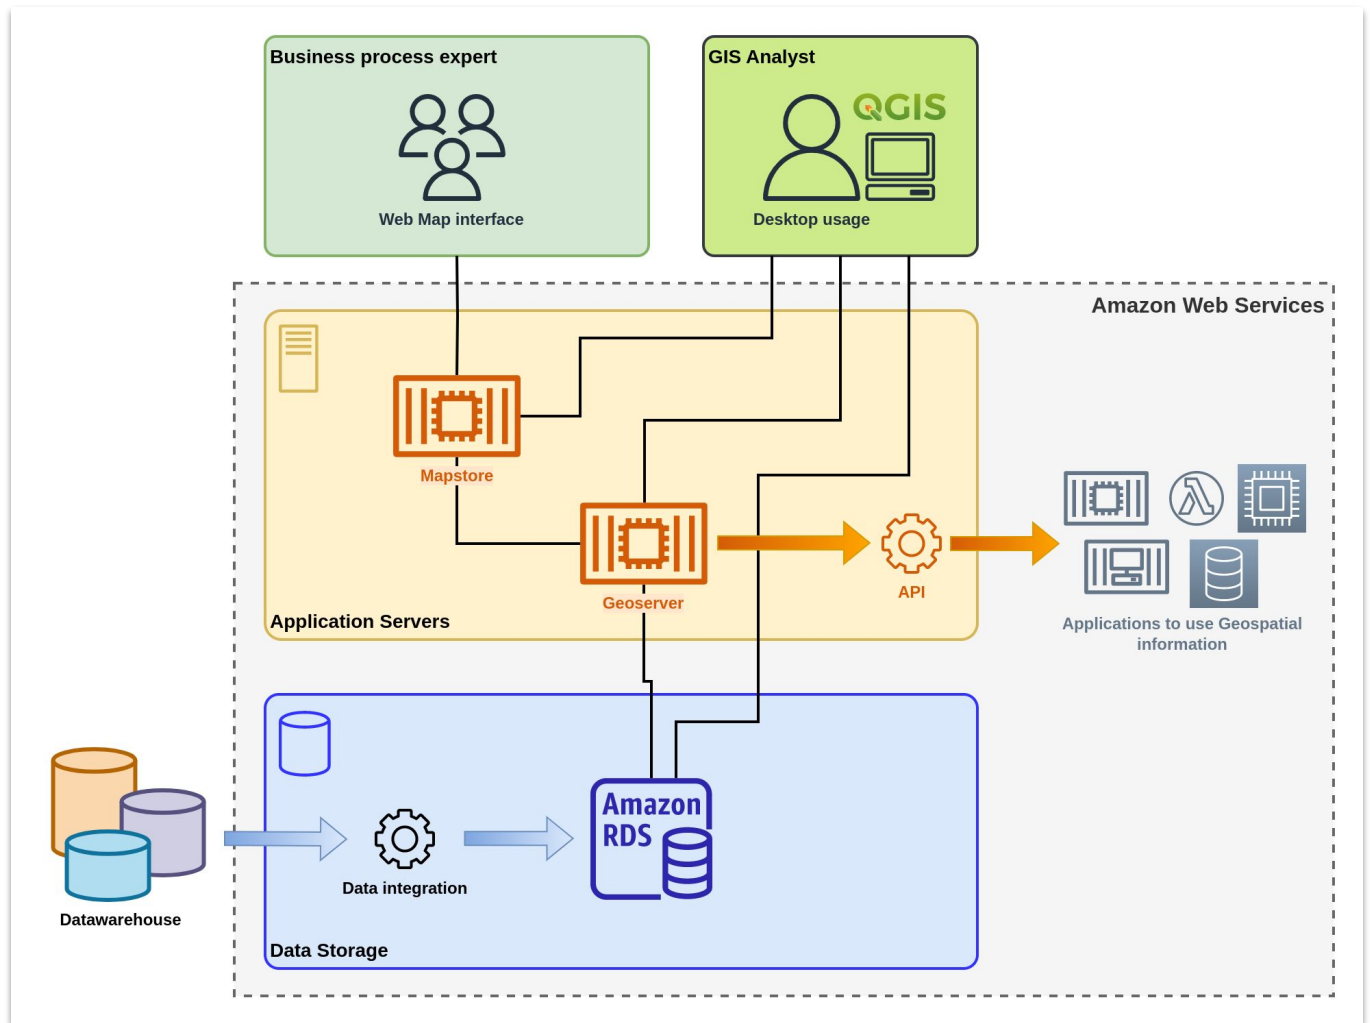 Business process expert
Web Map interface
GIS Analyst
QGIS
Desktop usage
Amazon Web Services
Mapstore
Geoserver
API
Application Servers
Applications to use Geospatial
information
Datawarehouse
Data integration
Amazon
RDS
Data Storage